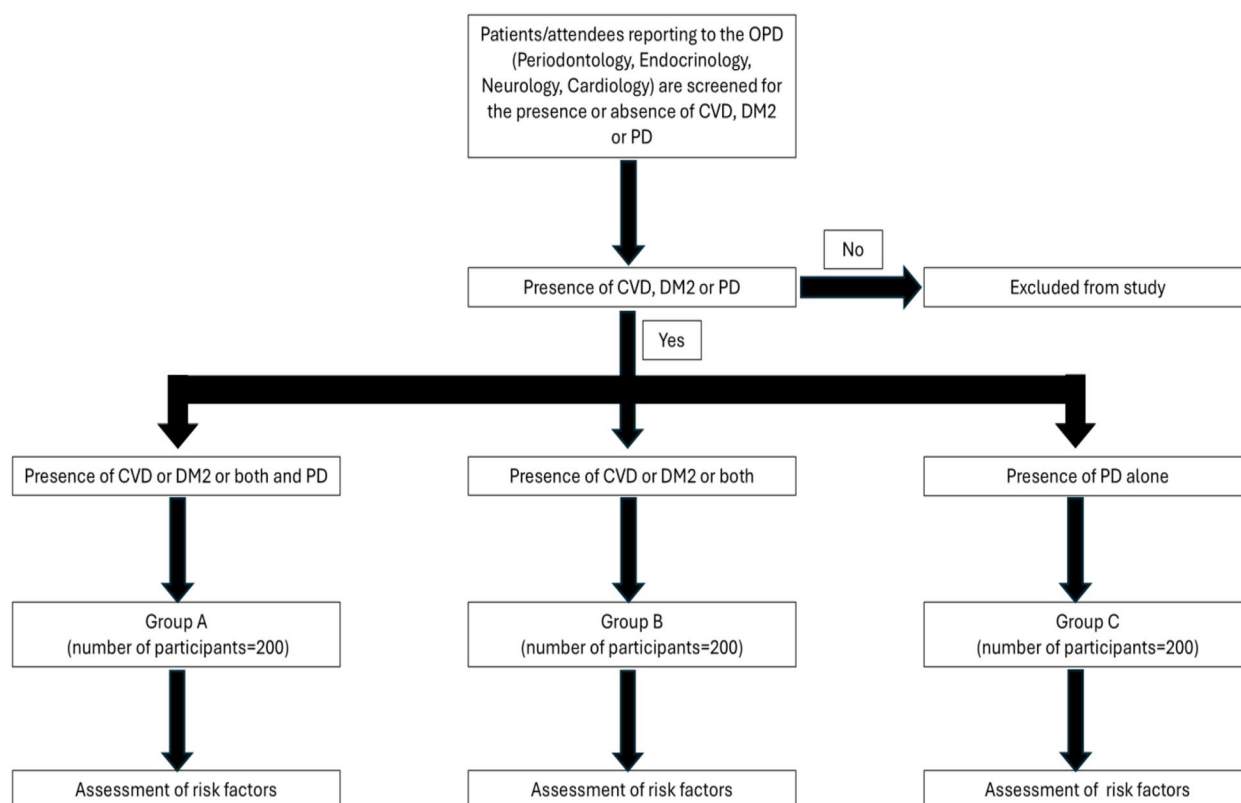 Patients/attendees reporting to the OPD
(Periodontology, Endocrinology,
Neurology, Cardiology) are screened for
the presence or absence of CVD, DM2
or PD
No
Presence of CVD, DM2 or PD
Excluded from study
Yes
Presence of CVD or DM2 or both and PD
Presence of CVD or DM2 or both
Presence of PD alone
Group A
(number of participants=200)
Group B
(number of participants=200)
Group C
(number of participants=200)
Assessment of risk factors
Assessment of risk factors
Assessment of risk factors